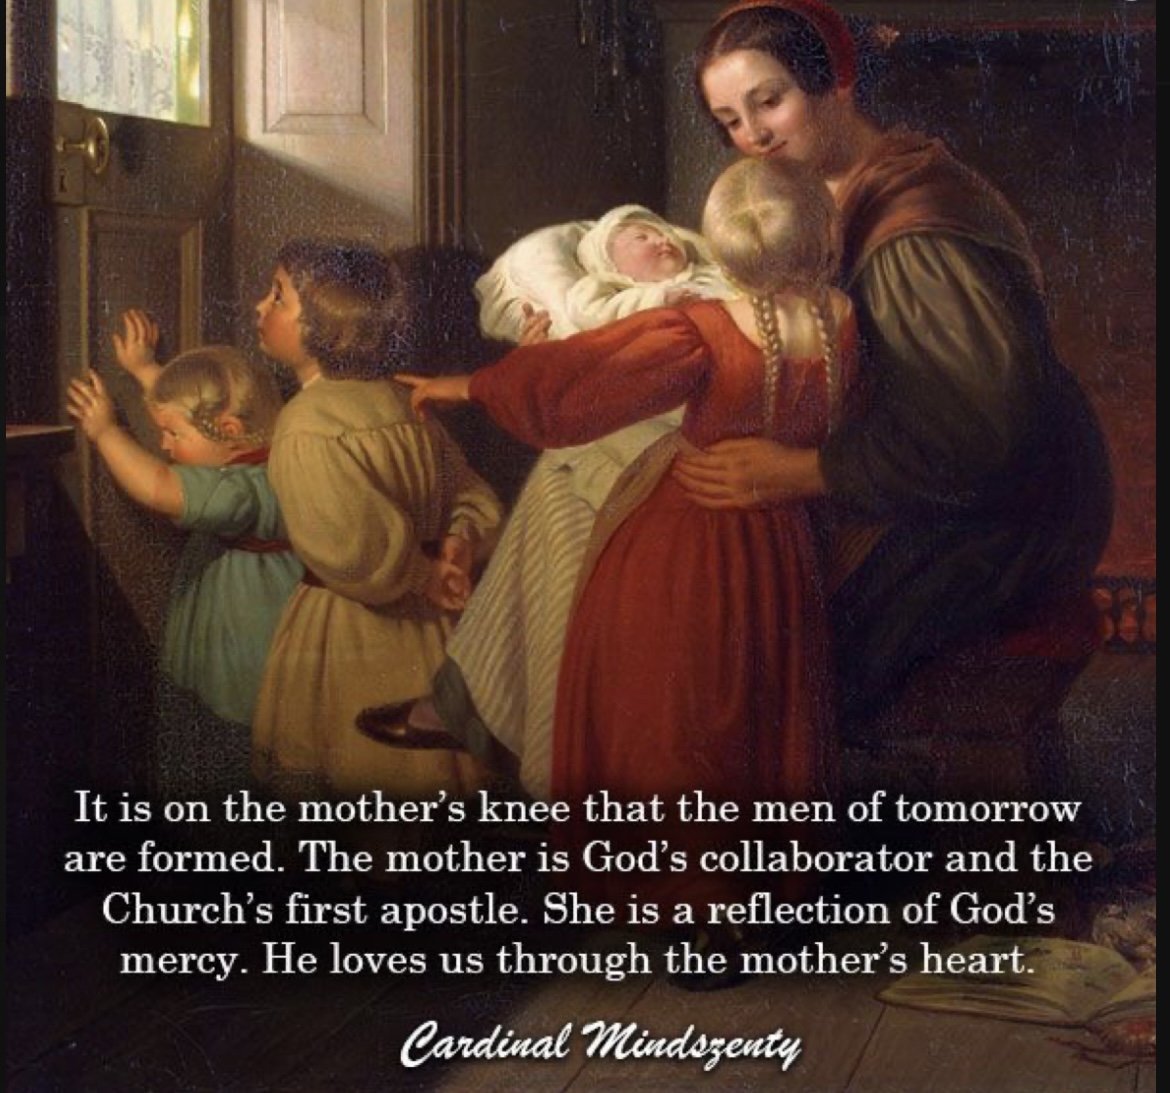 It is on the mother’s knee that the men of tomorrow
are formed. The mother is God’s collaborator and the
Church’s first apostle. She is a reflection of God’s
mercy. He loves us through the mother’s heart.
Cardinal Mindszenty